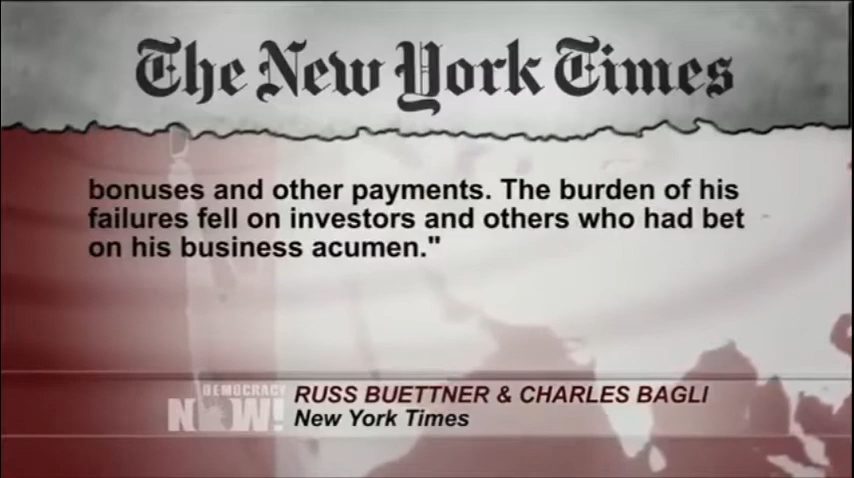 The New York Times
bonuses and other payments. The burden of his
failures fell on investors and others who had bet
on his business acumen."
DEMOCRACY
NOW!
RUSS BUETTNER & CHARLES BAGLI
New York Times